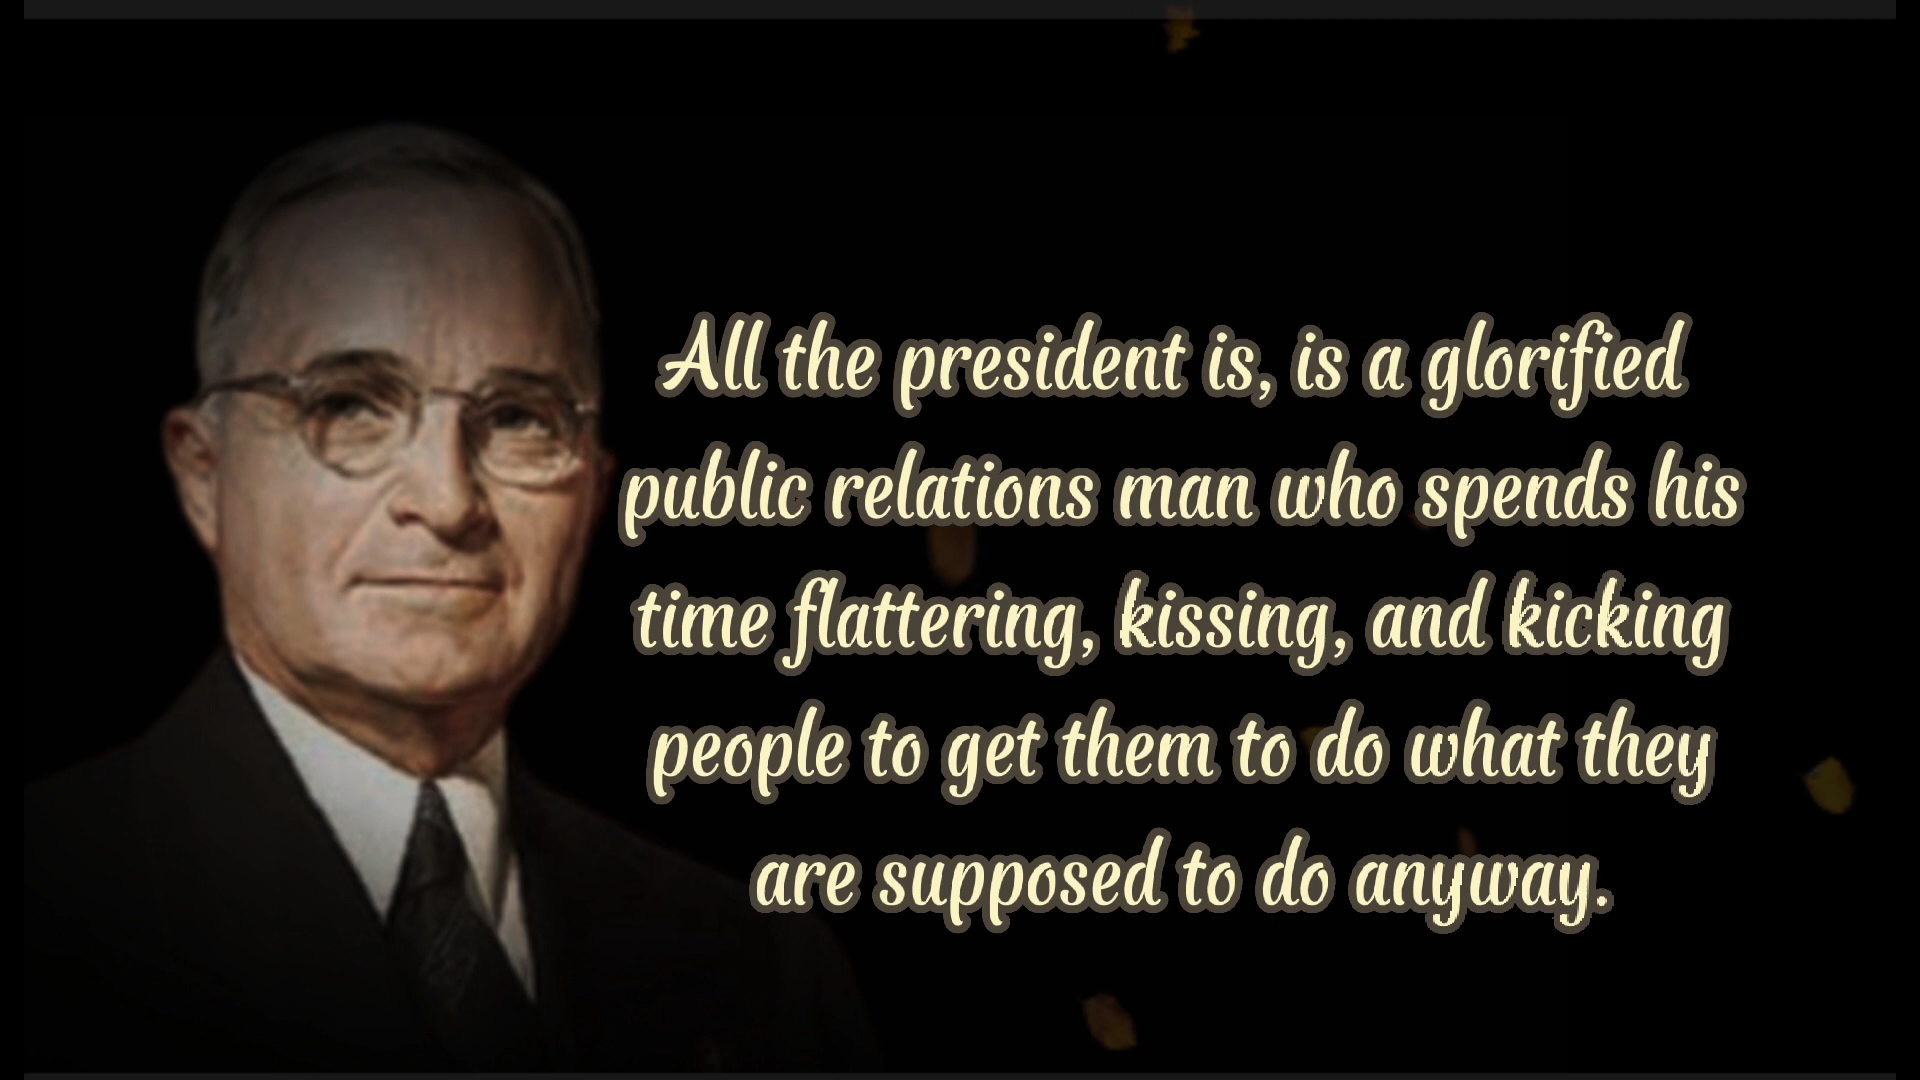 All the president is, is a glorified
public relations man who spends his
time flattering, kissing, and kicking
people to get them to do what they
are supposed to do anyway.